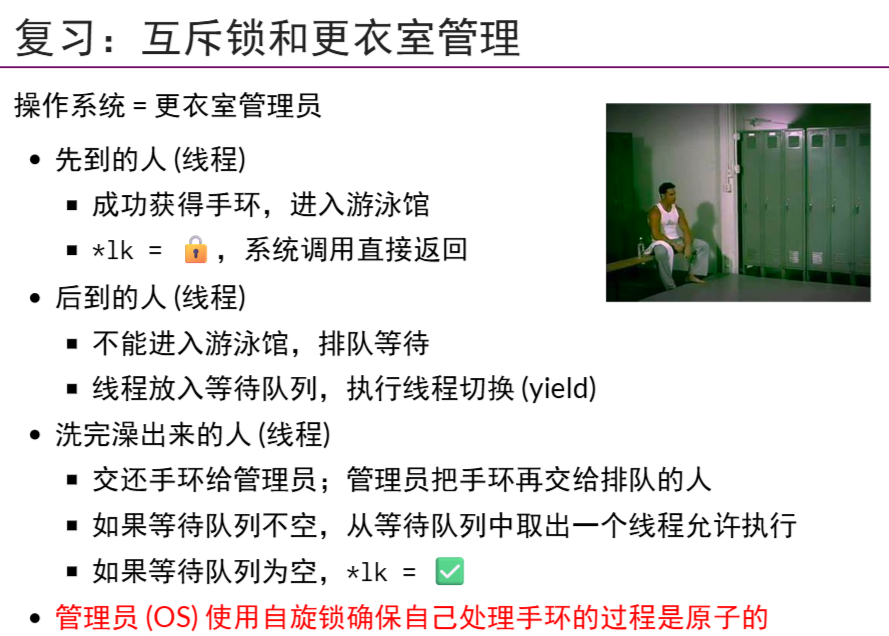 复习：互斥锁和更衣室管理
操作系统 = 更衣室管理员
• 先到的人 (线程)
▪ 成功获得手环，进入游泳馆
▪ *lk = 🔒，系统调用直接返回
• 后到的人 (线程)
▪ 不能进入游泳馆，排队等待
▪ 线程放入等待队列，执行线程切换 (yield)
• 洗完澡出来的人 (线程)
▪ 交还手环给管理员；管理员把手环再交给排队的人
▪ 如果等待队列不空，从等待队列中取出一个线程允许执行
▪ 如果等待队列为空，*lk = ✅
• 管理员 (OS) 使用自旋锁确保自己处理手环的过程是原子的